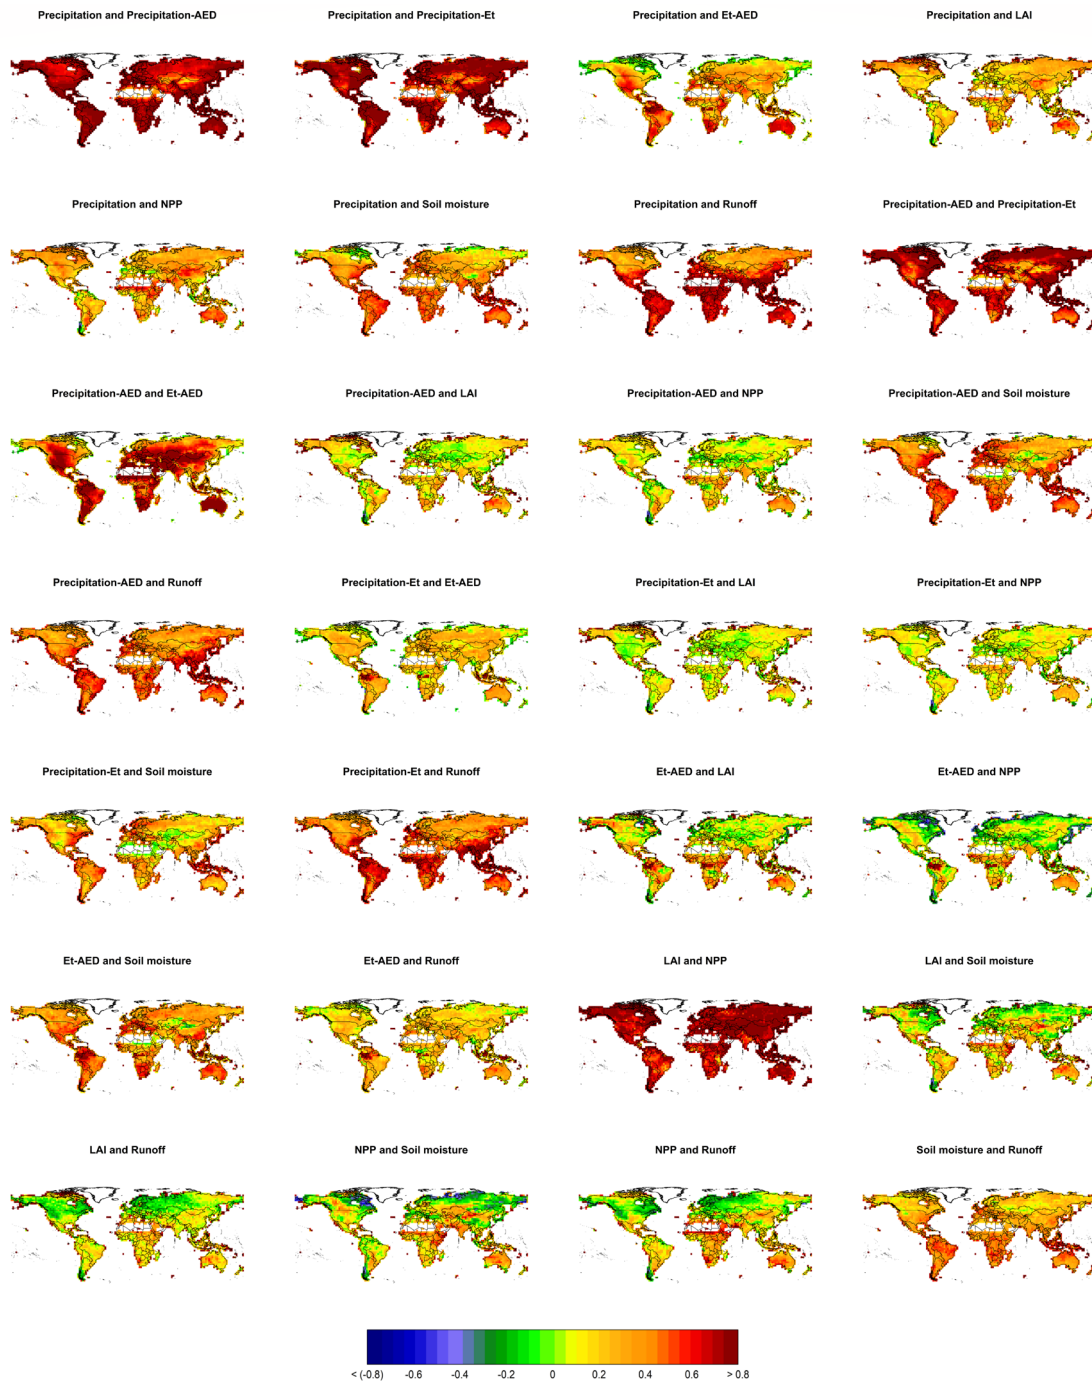 Precipitation and Precipitation-AED
Precipitation and Precipitation-Et
Precipitation and Et-AED
Precipitation and LAI
Precipitation and NPP
Precipitation and Soil moisture
Precipitation and Runoff
Precipitation-AED and Precipitation-Et
Precipitation-AED and Et-AED
Precipitation-AED and LAI
Precipitation-AED and NPP
Precipitation-AED and Soil moisture
Precipitation-AED and Runoff
Precipitation-Et and Et-AED
Precipitation-Et and LAI
Precipitation-Et and NPP
Precipitation-Et and Soil moisture
Precipitation-Et and Runoff
Et-AED and LAI
Et-AED and NPP
Et-AED and Soil moisture
Et-AED and Runoff
LAI and NPP
LAI and Soil moisture
LAI and Runoff
NPP and Soil moisture
NPP and Runoff
Soil moisture and Runoff
< (-0.8) -0.6 -0.4 -0.2 0 0.2 0.4 0.6 > 0.8